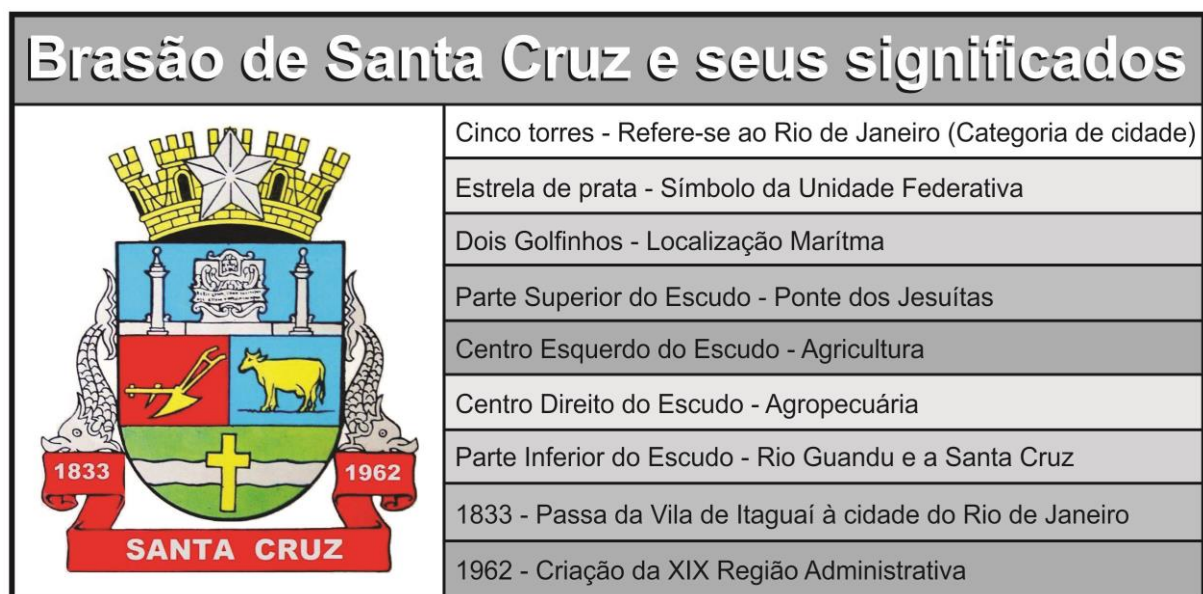 Brasão de Santa Cruz e seus significados
Cinco torres - Refere-se ao Rio de Janeiro (Categoria de cidade)
Estrela de prata - Símbolo da Unidade Federativa
Dois Golfinhos - Localização Marítma
Parte Superior do Escudo - Ponte dos Jesuítas
Centro Esquerdo do Escudo - Agricultura
Centro Direito do Escudo - Agropecuária
Parte Inferior do Escudo - Rio Guandu e a Santa Cruz
1833 - Passa da Vila de Itaguaí à cidade do Rio de Janeiro
1962 - Criação da XIX Região Administrativa
1833
1962
SANTA CRUZ